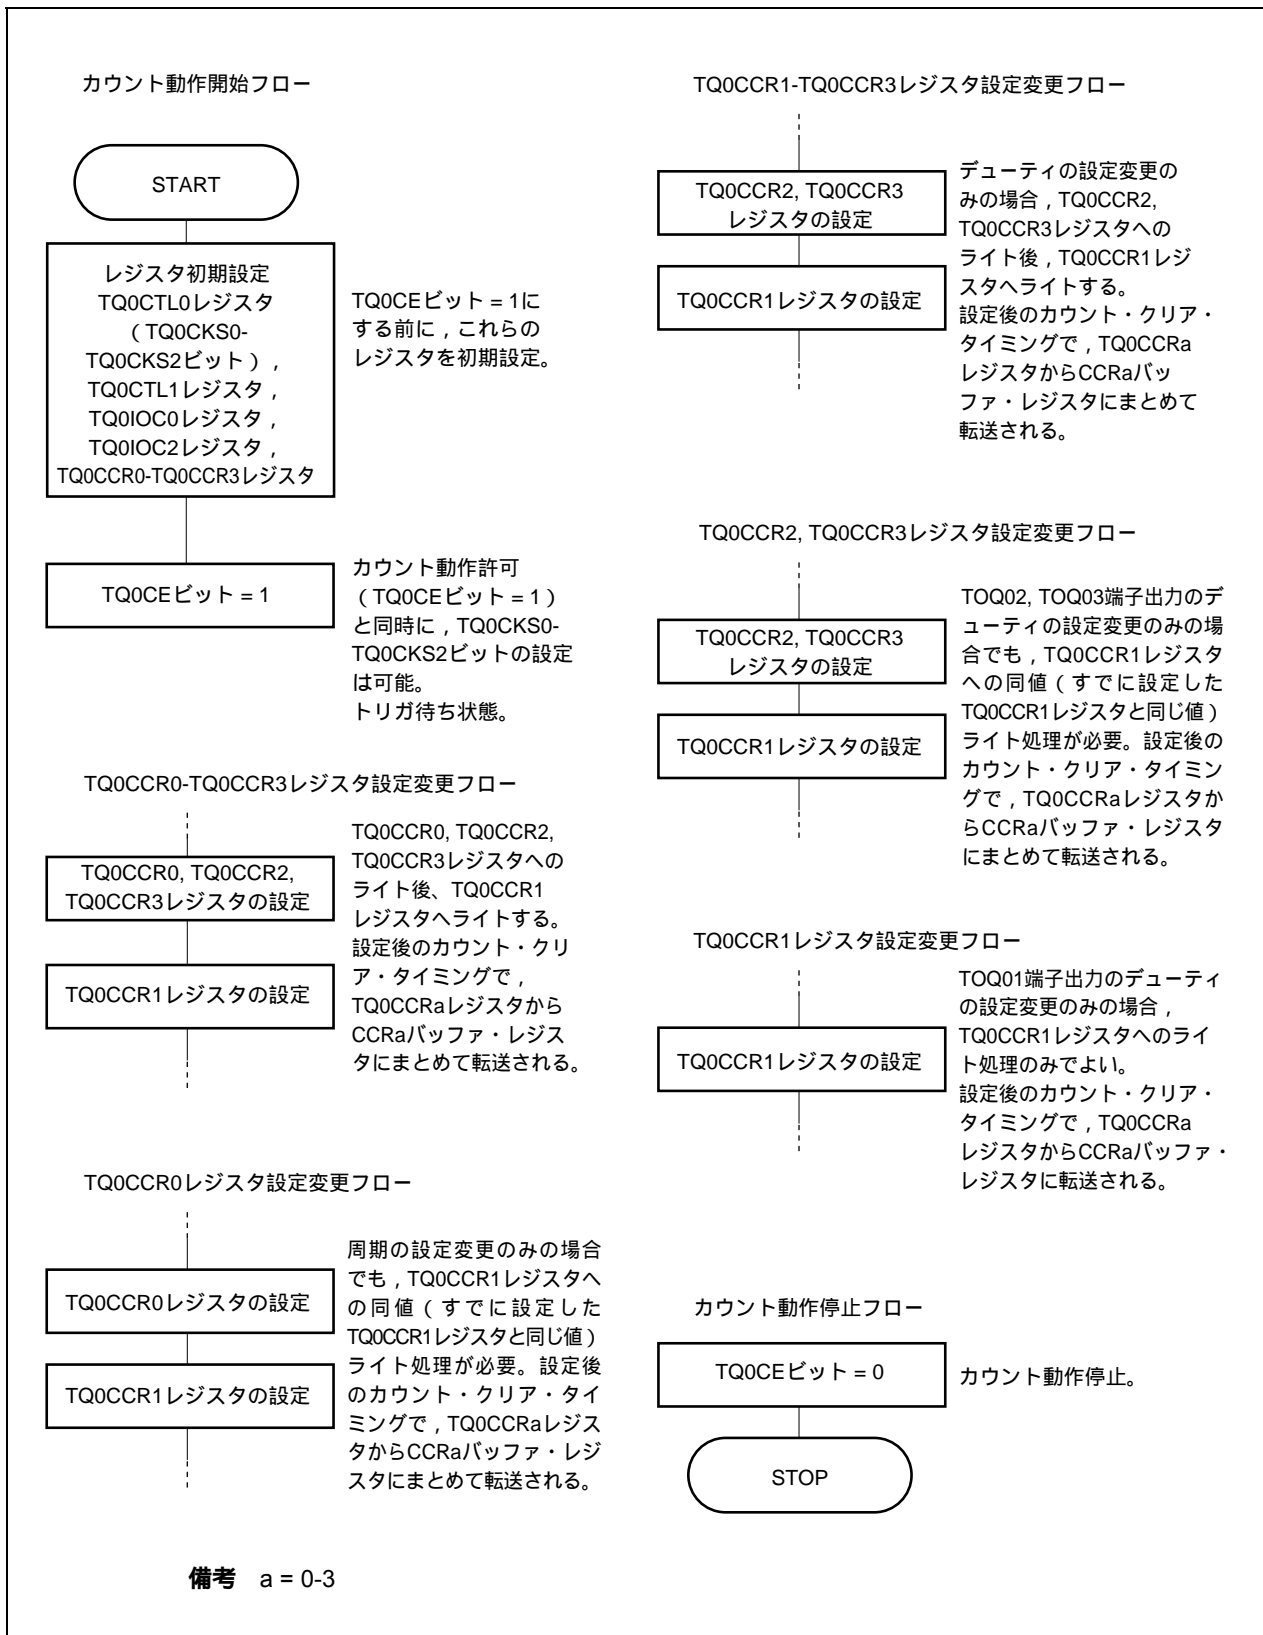 カウント動作開始フロー
START
レジスタ初期設定
TQ0CTL0レジスタ
（TQ0CKS0-
TQ0CKS2ビット），
TQ0CTL1レジスタ，
TQ0IOC0レジスタ，
TQ0IOC2レジスタ，
TQ0CCR0-TQ0CCR3レジスタ
TQ0CEビット = 1に
する前に，これらの
レジスタを初期設定。
TQ0CEビット = 1
カウント動作許可
（TQ0CEビット = 1）
と同時に，TQ0CKS0-
TQ0CKS2ビットの設定
は可能。
トリガ待ち状態。
TQ0CCR0-TQ0CCR3レジスタ設定変更フロー
TQ0CCR0, TQ0CCR2,
TQ0CCR3レジスタの設定
TQ0CCR1レジスタの設定
TQ0CCR0, TQ0CCR2,
TQ0CCR3レジスタへの
ライト後、TQ0CCR1
レジスタへライトする。
設定後のカウント・クリ
ア・タイミングで，
TQ0CCRaレジスタから
CCRaバッファ・レジス
タにまとめて転送される。
TQ0CCR0レジスタ設定変更フロー
TQ0CCR0レジスタの設定
TQ0CCR1レジスタの設定
周期の設定変更のみの場合
でも，TQ0CCR1レジスタへ
の同値（すでに設定した
TQ0CCR1レジスタと同じ値）
ライト処理が必要。設定後
のカウント・クリア・タイ
ミングで，TQ0CCRaレジス
タからCCRaバッファ・レジ
スタにまとめて転送される。
TQ0CCR1-TQ0CCR3レジスタ設定変更フロー
TQ0CCR2, TQ0CCR3
レジスタの設定
TQ0CCR1レジスタの設定
デューティの設定変更の
みの場合，TQ0CCR2,
TQ0CCR3レジスタへの
ライト後，TQ0CCR1レジ
スタへライトする。
設定後のカウント・クリア・
タイミングで，TQ0CCRa
レジスタからCCRaバッ
ファ・レジスタにまとめて
転送される。
TQ0CCR2, TQ0CCR3レジスタ設定変更フロー
TQ0CCR2, TQ0CCR3
レジスタの設定
TQ0CCR1レジスタの設定
TOQ02, TOQ03端子出力のデ
ューティの設定変更のみの場
合でも，TQ0CCR1レジスタ
への同値（すでに設定した
TQ0CCR1レジスタと同じ値）
ライト処理が必要。設定後の
カウント・クリア・タイミン
グで，TQ0CCRaレジスタか
らCCRaバッファ・レジスタ
にまとめて転送される。
TQ0CCR1レジスタ設定変更フロー
TQ0CCR1レジスタの設定
TOQ01端子出力のデューティ
の設定変更のみの場合，
TQ0CCR1レジスタへのライ
ト処理のみでよい。
設定後のカウント・クリア・
タイミングで，TQ0CCRa
レジスタからCCRaバッファ・
レジスタに転送される。
カウント動作停止フロー
TQ0CEビット = 0
カウント動作停止。
STOP
備考　a = 0-3